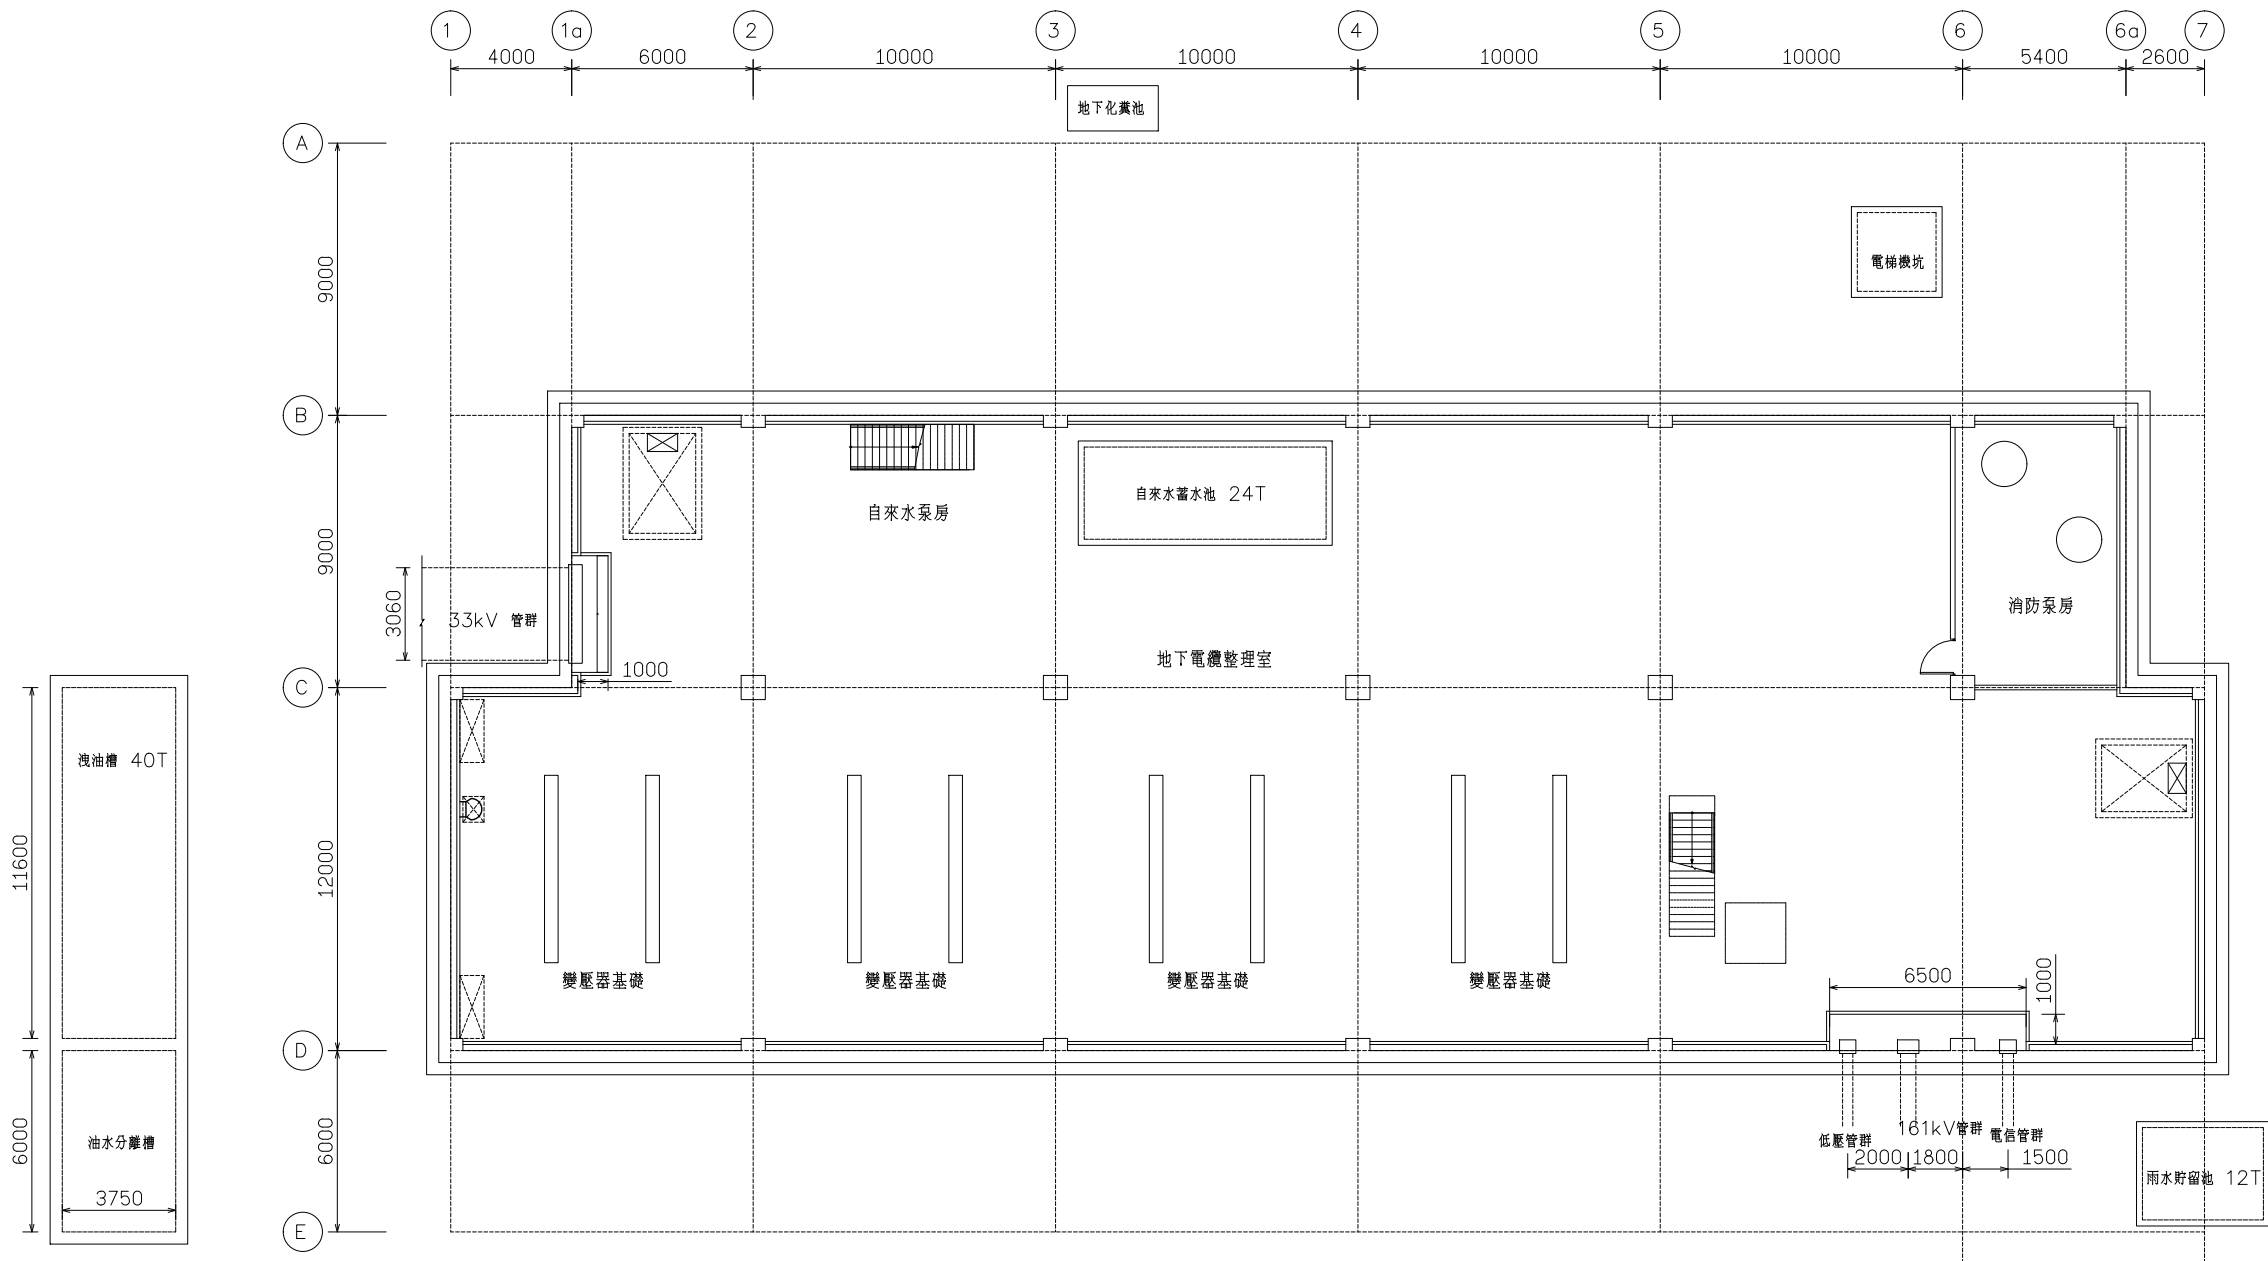 1 1a 2 3 4 5 6 6a 7
4000 6000 10000 10000 10000 10000 5400 2600
地下化糞池
A
9000
電梯機坑
B
自來水蓄水池 24T
自來水泵房
9000
3060
33kV 管群
消防泵房
地下電纜整理室
1000
C
洩油槽 40T
11600
12000
變壓器基礎 變壓器基礎 變壓器基礎 變壓器基礎
6500
1000
D
6000
6000
油水分離槽
161kV管群
低壓管群
電信管群
2000 1800 1500
雨水貯留池 12T
3750
E